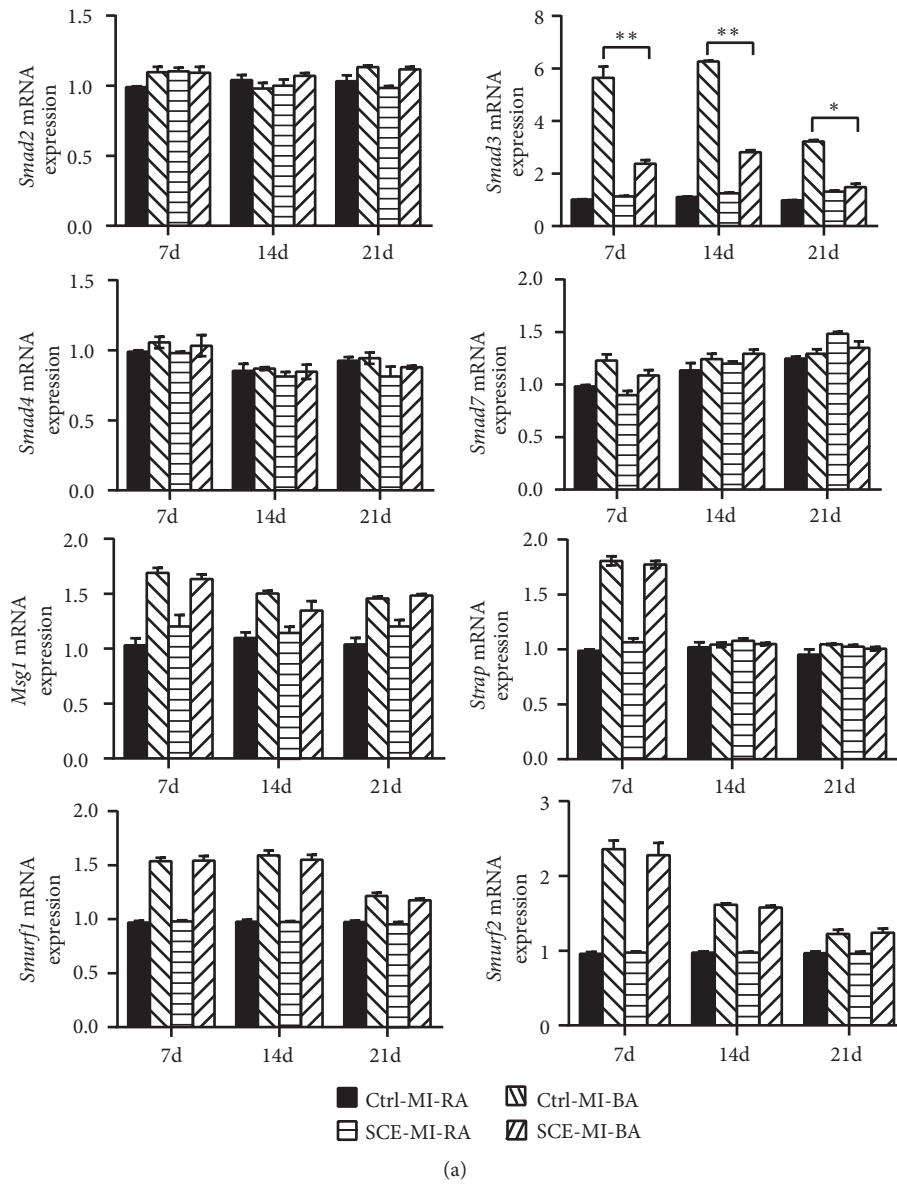 Smad2 mRNA
expression
1.5
1.0
0.5
0.0
7d 14d 21d
Smad3 mRNA
expression
8
6
4
2
0
** ** *
7d 14d 21d
Smad4 mRNA
expression
1.5
1.0
0.5
0.0
7d 14d 21d
Smad7 mRNA
expression
2.0
1.5
1.0
0.5
0.0
7d 14d 21d
Msg1 mRNA
expression
2.0
1.5
1.0
0.5
0.0
7d 14d 21d
Strap mRNA
expression
2.0
1.5
1.0
0.5
0.0
7d 14d 21d
Smurf1 mRNA
expression
2.0
1.5
1.0
0.5
0.0
7d 14d 21d
Smurf2 mRNA
expression
3
2
1
0
7d 14d 21d
Ctrl-MI-RA Ctrl-MI-BA
SCE-MI-RA SCE-MI-BA
(a)